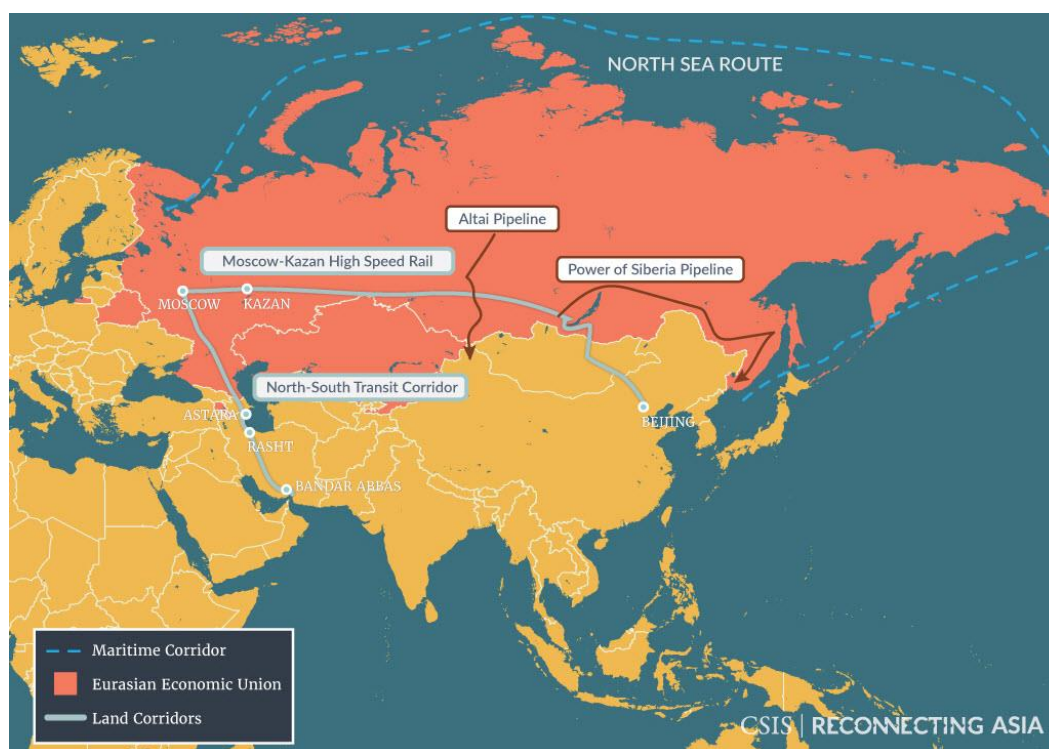 NORTH SEA ROUTE
Altai Pipeline
Moscow-Kazan High Speed Rail
Power of Siberia Pipeline
MOSCOW
KAZAN
North-South Transit Corridor
ASTARA
RASHT
BEIJING
BANDAR ABBAS
Maritime Corridor
Eurasian Economic Union
Land Corridors
CSIS | RECONNECTING ASIA